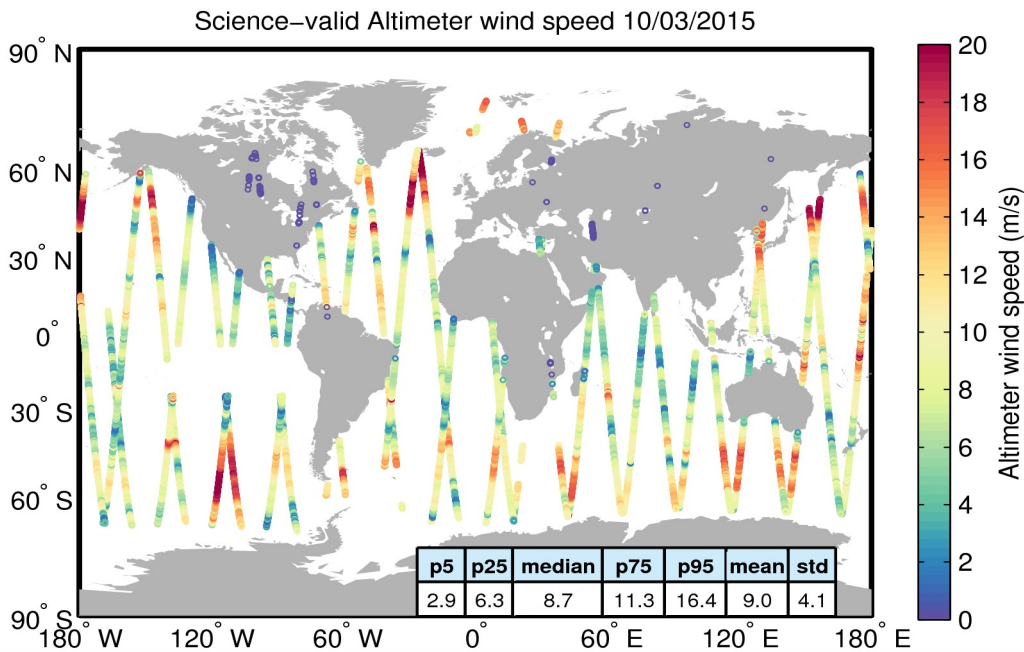 Science−valid Altimeter wind speed 10/03/2015
90° N
60° N
30° N
0°
30° S
60° S
90° S
180° W
120° W
60° W
0°
60° E
120° E
180° E
p5 p25 median p75 p95 mean std
2.9 6.3 8.7 11.3 16.4 9.0 4.1
20
18
16
14
12
10
8
6
4
2
0
Altimeter wind speed (m/s)